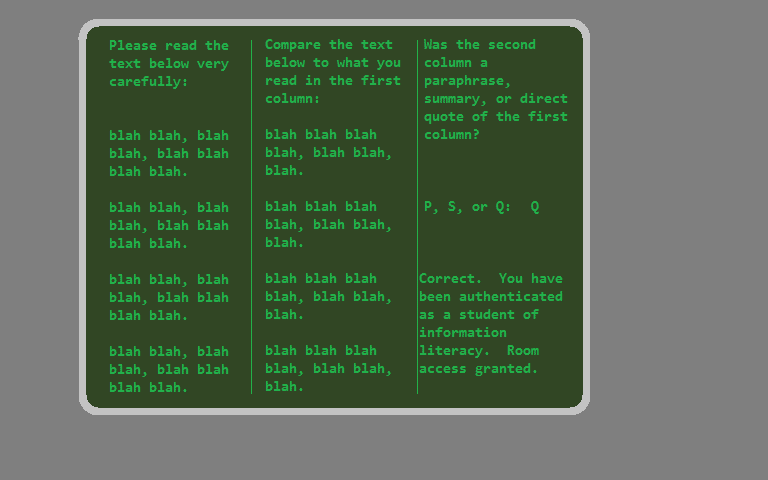 Please read the
text below very
carefully:
blah blah, blah
blah, blah blah
blah blah.
blah blah, blah
blah, blah blah
blah blah.
blah blah, blah
blah, blah blah
blah blah.
blah blah, blah
blah, blah blah
blah blah.
Compare the text
below to what you
read in the first
column:
blah blah blah
blah, blah blah,
blah.
blah blah blah
blah, blah blah,
blah.
blah blah blah
blah, blah blah,
blah.
blah blah blah
blah, blah blah,
blah.
Was the second
column a
paraphrase,
summary, or direct
quote of the first
column?
P, S, or Q:  Q
Correct.  You have
been authenticated
as a student of
information
literacy.  Room
access granted.